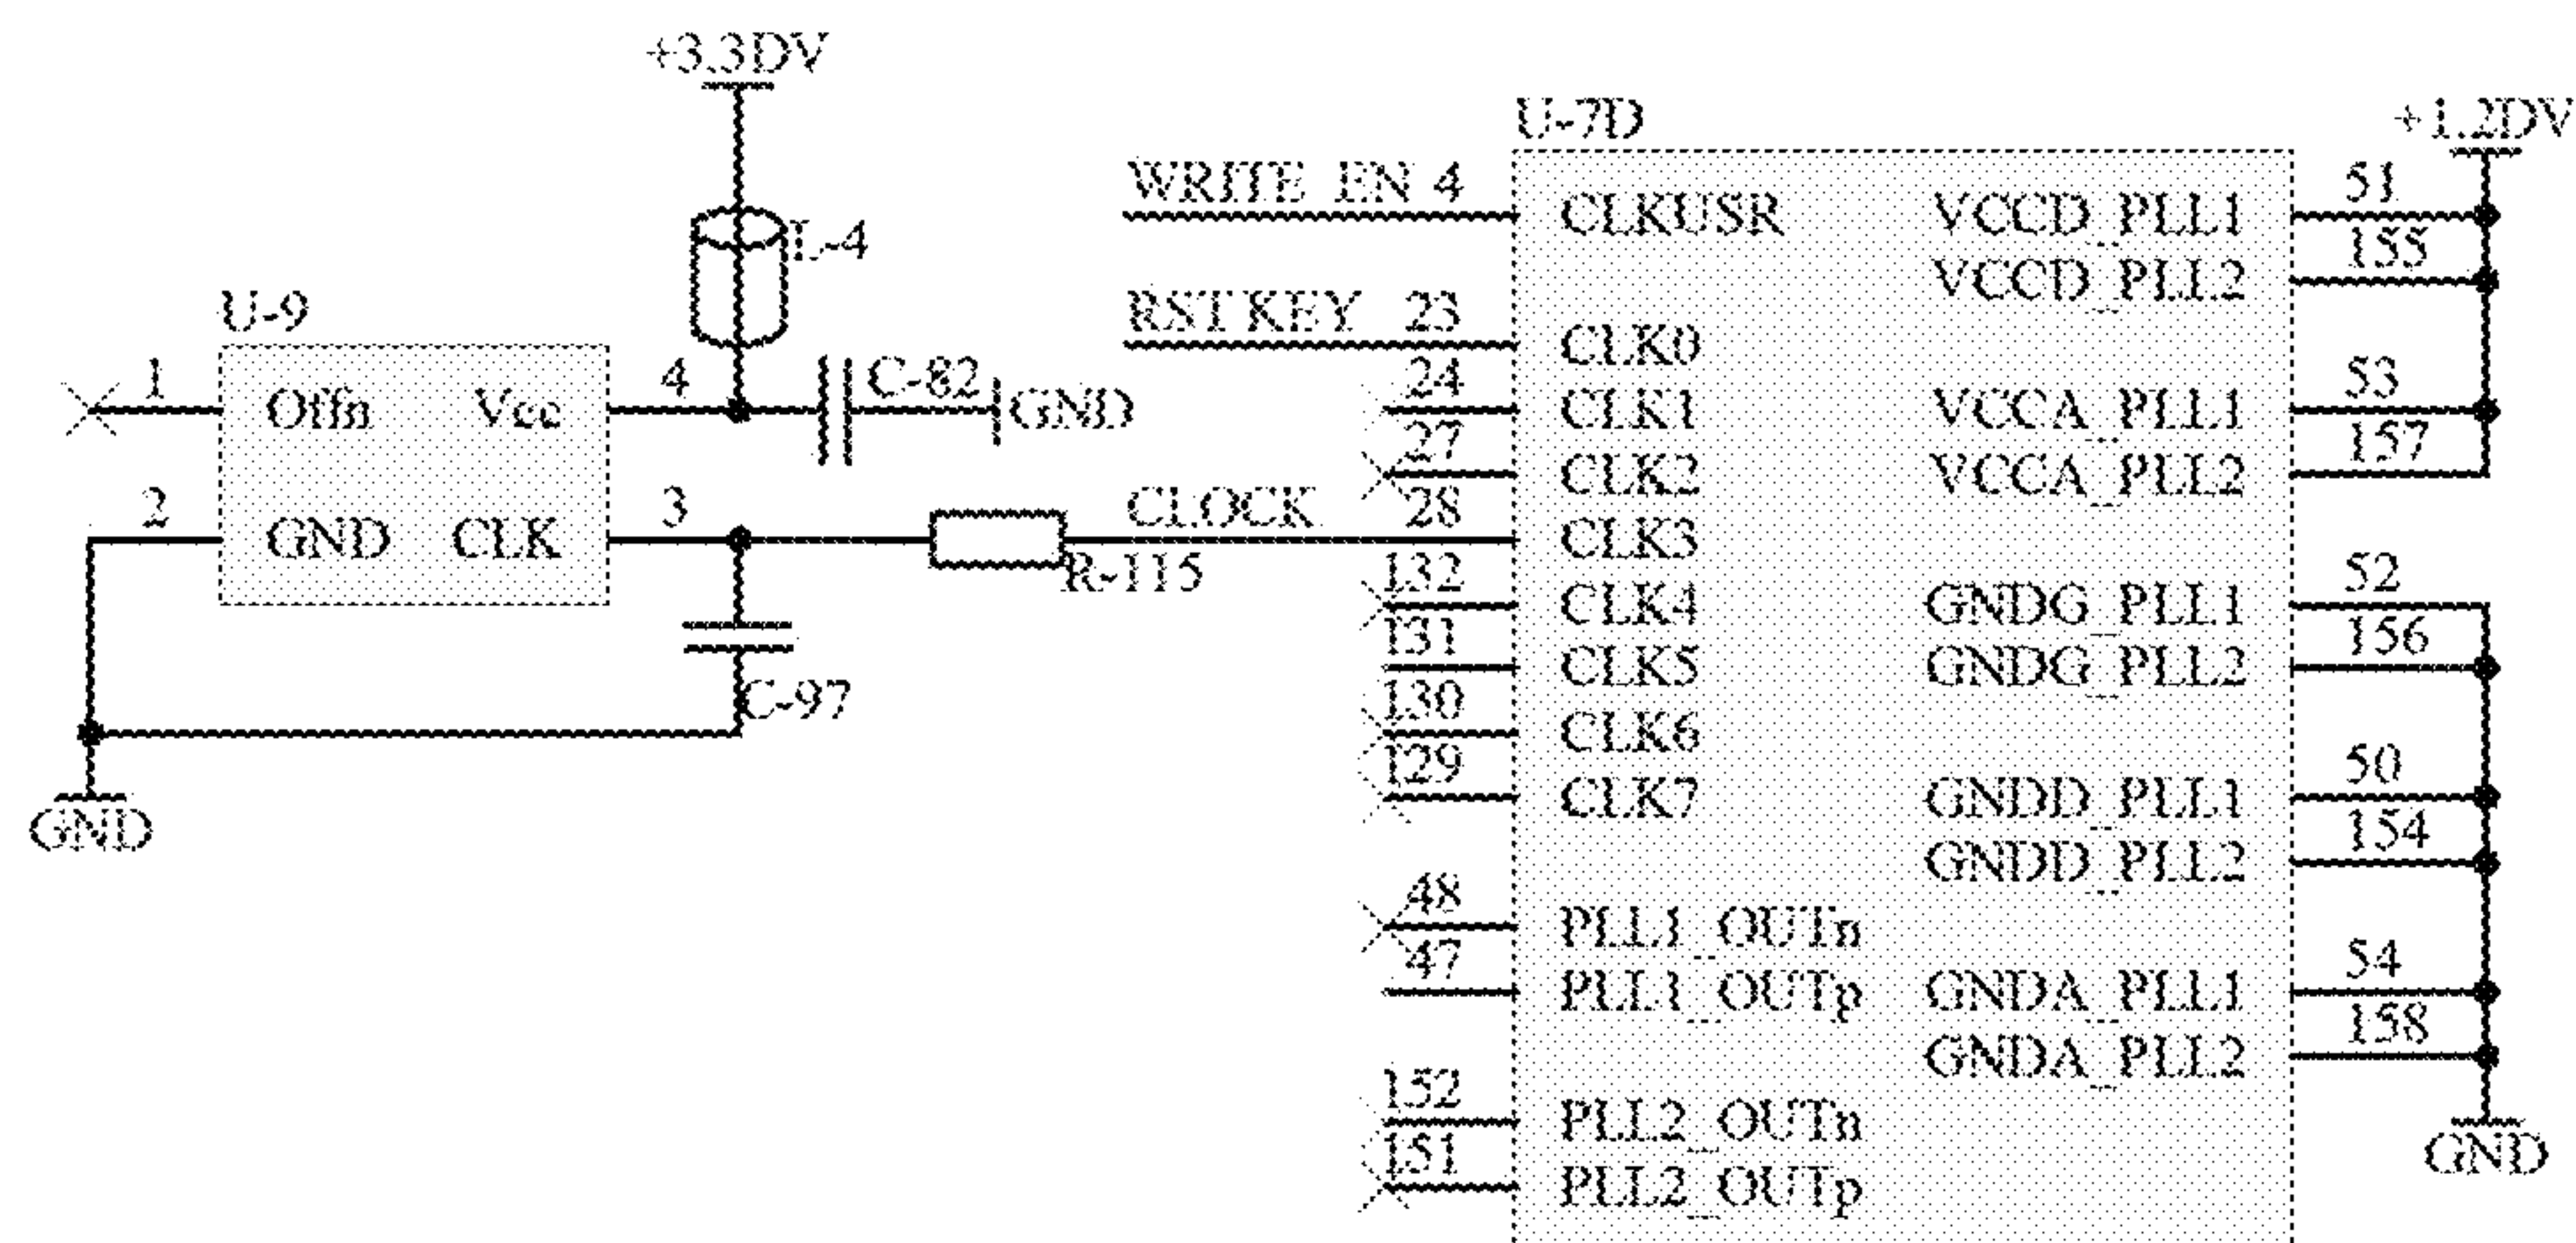 +3.3DV
L-4
U-9
1
Offn
Vcc
4
C-82
GND
2
GND
CLK
3
CLOCK
R-115
C-97
GND
U-7D
+1.2DV
WRITE_EN 4
CLKUSR
VCCD_PLL1
51
VCCD_PLL2
155
RSTKEY 23
CLK0
24
CLK1
VCCA_PLL1
53
27
CLK2
VCCA_PLL2
157
28
CLK3
132
CLK4
GNDG_PLL1
52
131
CLK5
GNDG_PLL2
156
130
CLK6
129
CLK7
GNDD_PLL1
50
GNDD_PLL2
154
48
PLL1_OUTn
47
PLL1_OUTp
GNDA_PLL1
54
GNDA_PLL2
158
152
PLL2_OUTn
151
PLL2_OUTp
GND